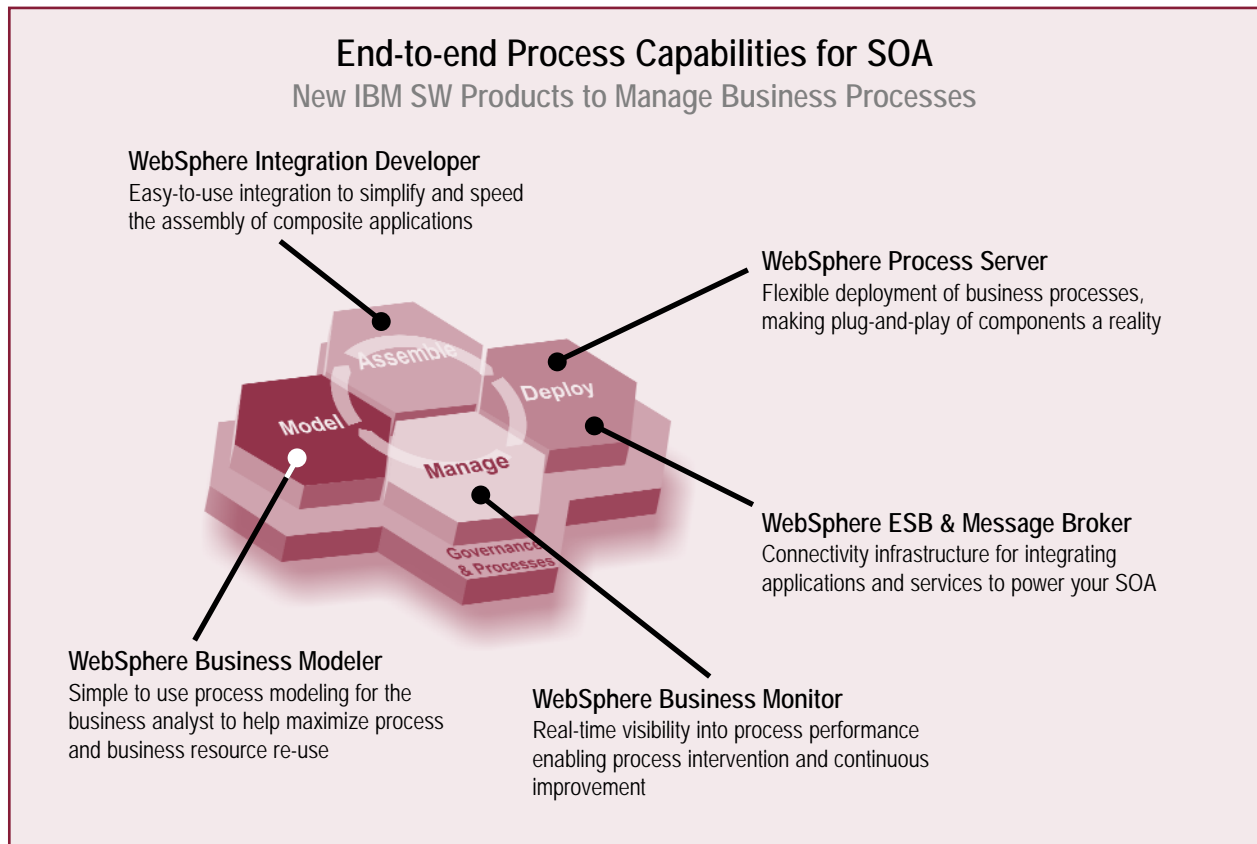 End-to-end Process Capabilities for SOA
New IBM SW Products to Manage Business Processes
WebSphere Integration Developer
Easy-to-use integration to simplify and speed
the assembly of composite applications
WebSphere Process Server
Flexible deployment of business processes,
making plug-and-play of components a reality
Assemble
Deploy
Model
Manage
Governance
& Processes
WebSphere ESB & Message Broker
Connectivity infrastructure for integrating
applications and services to power your SOA
WebSphere Business Modeler
Simple to use process modeling for the
business analyst to help maximize process
and business resource re-use
WebSphere Business Monitor
Real-time visibility into process performance
enabling process intervention and continuous
improvement